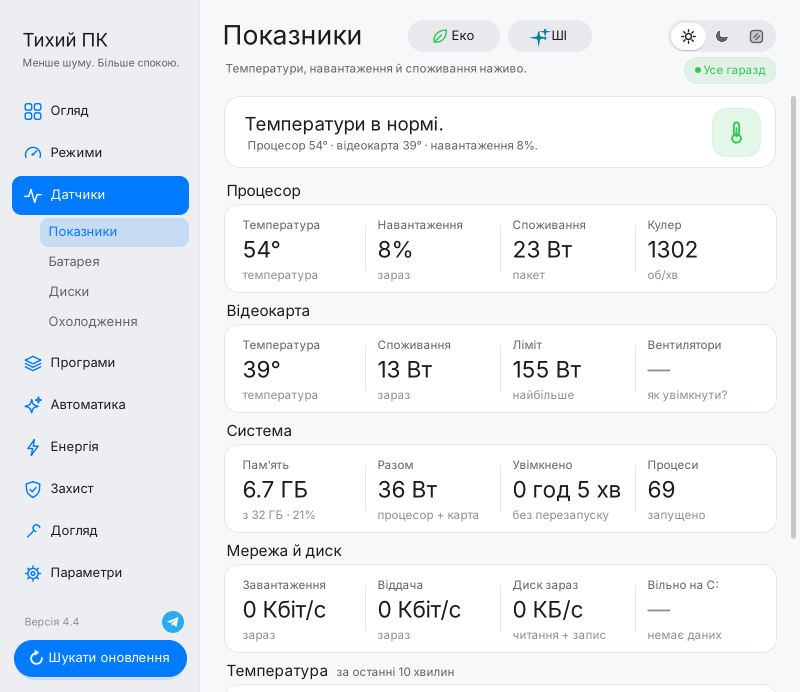 Тихий ПК
Менше шуму. Більше спокою.
Огляд
Режими
Датчики
Показники
Батарея
Диски
Охолодження
Програми
Автоматика
Енергія
Захист
Догляд
Параметри
Версія 4.4
Шукати оновлення
Показники
Еко
ШІ
Температури, навантаження й споживання наживо.
Усе гаразд
Температури в нормі.
Процесор 54° · відеокарта 39° · навантаження 8%.
Процесор
Температура Навантаження Споживання Кулер
54° 8% 23 Вт 1302
температура зараз пакет об/хв
Відеокарта
Температура Споживання Ліміт Вентилятори
39° 13 Вт 155 Вт —
температура зараз найбільше як увімкнути?
Система
Пам'ять Разом Увімкнено Процеси
6.7 ГБ 36 Вт 0 год 5 хв 69
з 32 ГБ · 21% процесор + карта без перезапуску запущено
Мережа й диск
Завантаження Віддача Диск зараз Вільно на C:
0 Кбіт/с 0 Кбіт/с 0 КБ/с —
зараз зараз читання + запис немає даних
Температура за останні 10 хвилин